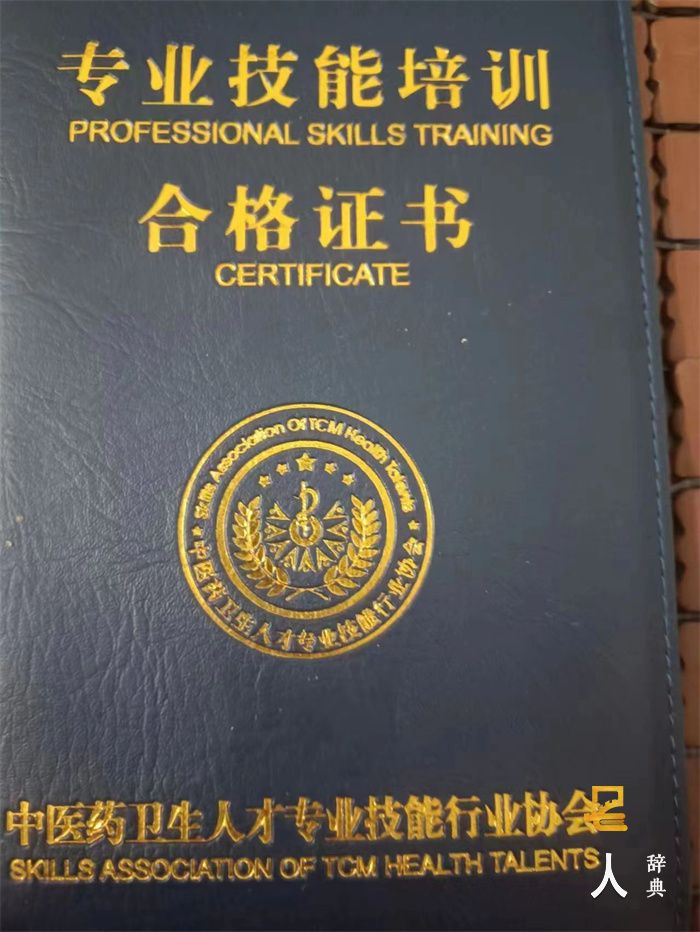 专业技能培训
PROFESSIONAL SKILLS TRAINING
合格证书
CERTIFICATE
Skills Association Of TCM Health Talents
中医药卫生人才专业技能行业协会
中医药卫生人才专业技能行业协会
SKILLS ASSOCIATION OF TCM HEALTH TALENTS
人
辞典